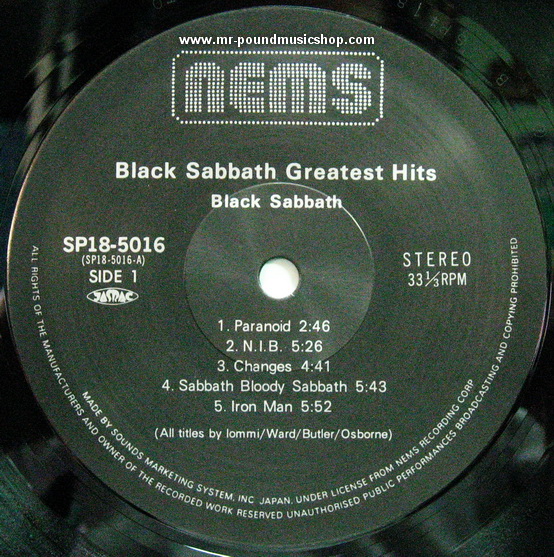 www.mr-poundmusicshop.com
nems
Black Sabbath Greatest Hits
Black Sabbath
SP18-5016
(SP18-5016-A)
SIDE 1
JASRAC
STEREO
33 1/3 RPM
1. Paranoid 2:46
2. N.I.B. 5:26
3. Changes 4:41
4. Sabbath Bloody Sabbath 5:43
5. Iron Man 5:52
(All titles by Iommi/Ward/Butler/Osborne)
MADE BY SOUNDS MARKETING SYSTEM, INC JAPAN. UNDER LICENSE FROM NEMS RECORDING CORP
ALL RIGHTS OF THE MANUFACTURERS AND OWNER OF THE RECORDED WORK RESERVED UNAUTHORISED PUBLIC PERFORMANCES BROADCASTING AND COPYING PROHIBITED